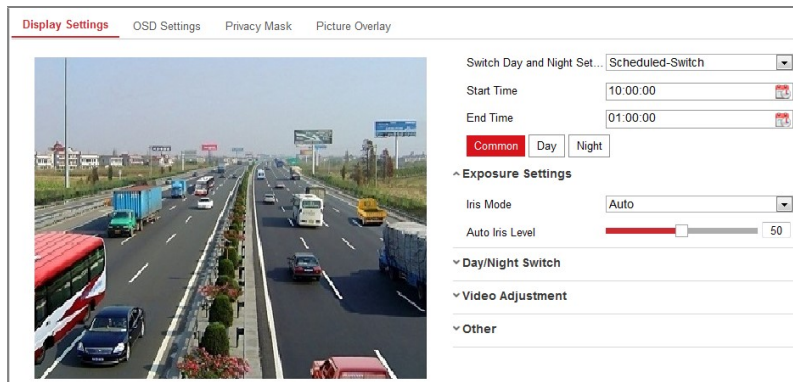 Display Settings OSD Settings Privacy Mask Picture Overlay
Switch Day and Night Set... Scheduled-Switch
Start Time 10:00:00
End Time 01:00:00
Common Day Night
Exposure Settings
Iris Mode Auto
Auto Iris Level 50
Day/Night Switch
Video Adjustment
Other